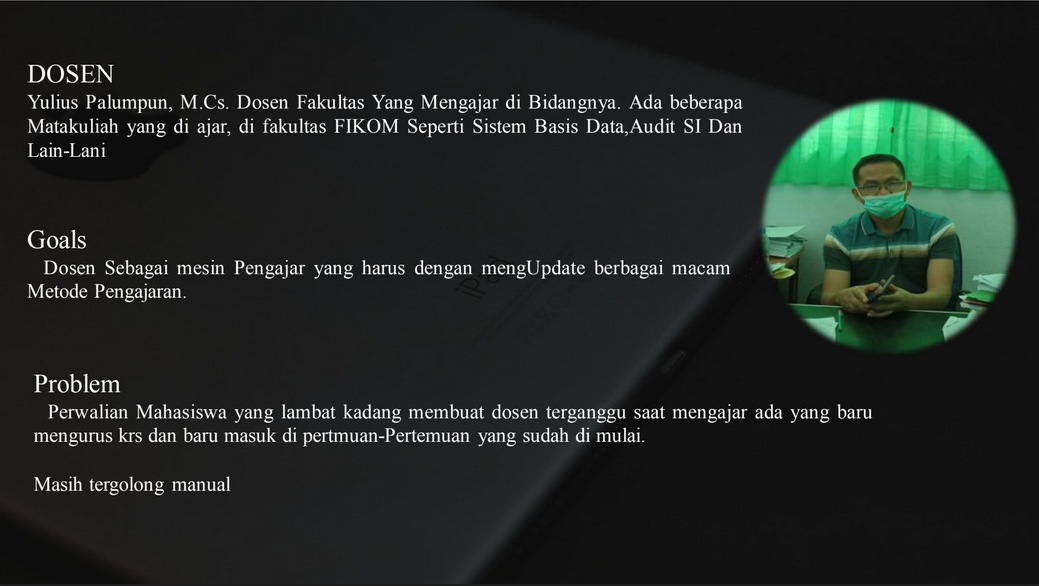 DOSEN
Yulius Palumpun, M.Cs. Dosen Fakultas Yang Mengajar di Bidangnya. Ada beberapa
Matakuliah yang di ajar, di fakultas FIKOM Seperti Sistem Basis Data,Audit SI Dan
Lain-Lani
Goals
Dosen Sebagai mesin Pengajar yang harus dengan mengUpdate berbagai macam
Metode Pengajaran.
iPad
Problem
Perwalian Mahasiswa yang lambat kadang membuat dosen terganggu saat mengajar ada yang baru
mengurus krs dan baru masuk di pertmuan-Pertemuan yang sudah di mulai.
Masih tergolong manual